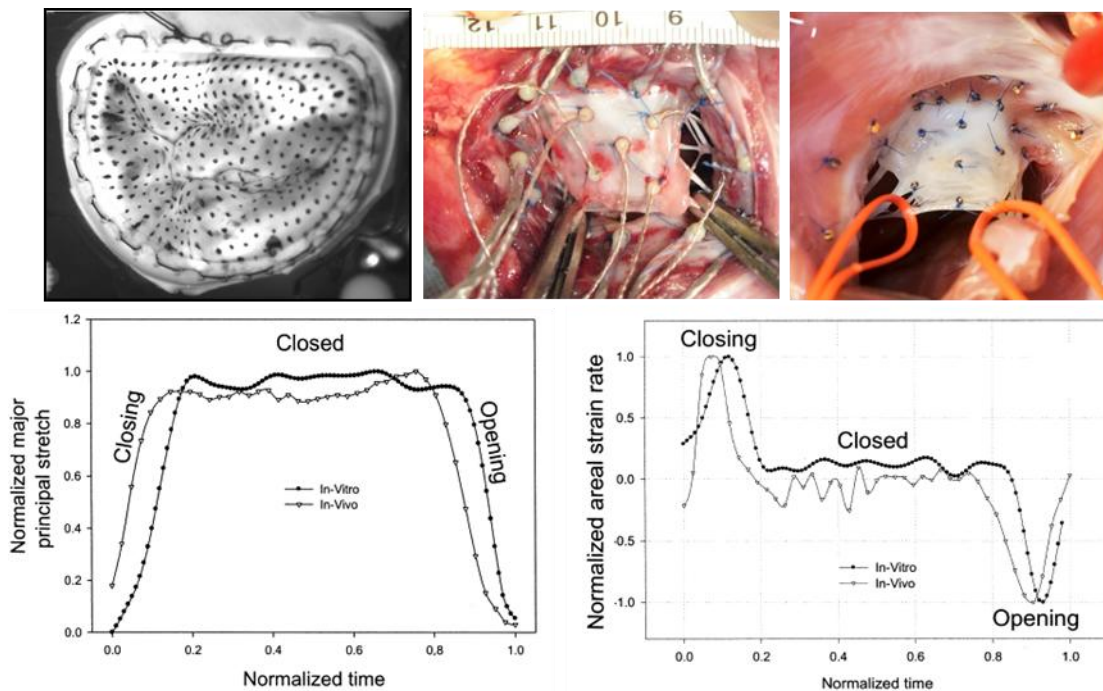 12 11 10 9
1.2
1.0
0.8
0.6
0.4
0.2
0.0
Normalized major
principal stretch
Closing
Closed
Opening
In-Vitro
In-Vivo
0.0 0.2 0.4 0.6 0.8 1.0
Normalized time
1.0
0.5
0.0
-0.5
-1.0
Normalized areal strain rate
Closing
Closed
In-Vitro
In-Vivo
Opening
0.0 0.2 0.4 0.6 0.8 1.0
Normalized time